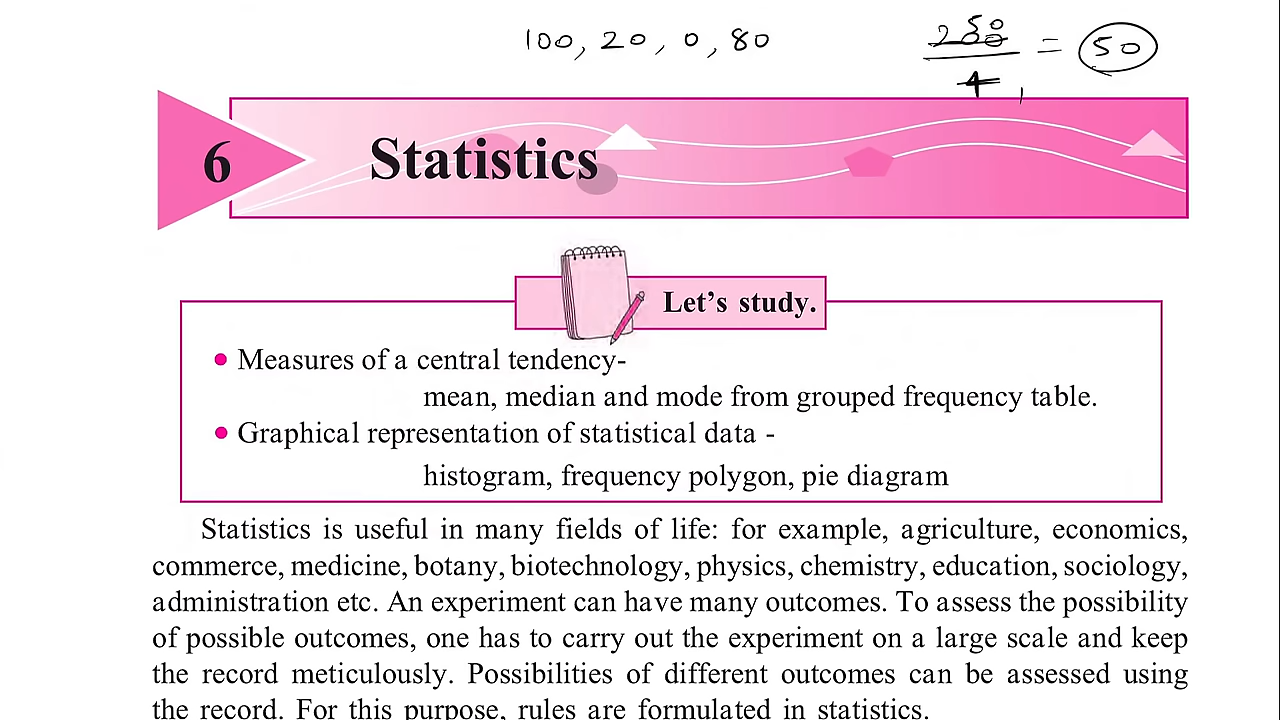 100, 20, 0, 80
50
200
4
= 50
6
Statistics
Let's study.
• Measures of a central tendency-
mean, median and mode from grouped frequency table.
• Graphical representation of statistical data -
histogram, frequency polygon, pie diagram
Statistics is useful in many fields of life: for example, agriculture, economics,
commerce, medicine, botany, biotechnology, physics, chemistry, education, sociology,
administration etc. An experiment can have many outcomes. To assess the possibility
of possible outcomes, one has to carry out the experiment on a large scale and keep
the record meticulously. Possibilities of different outcomes can be assessed using
the record. For this purpose, rules are formulated in statistics.